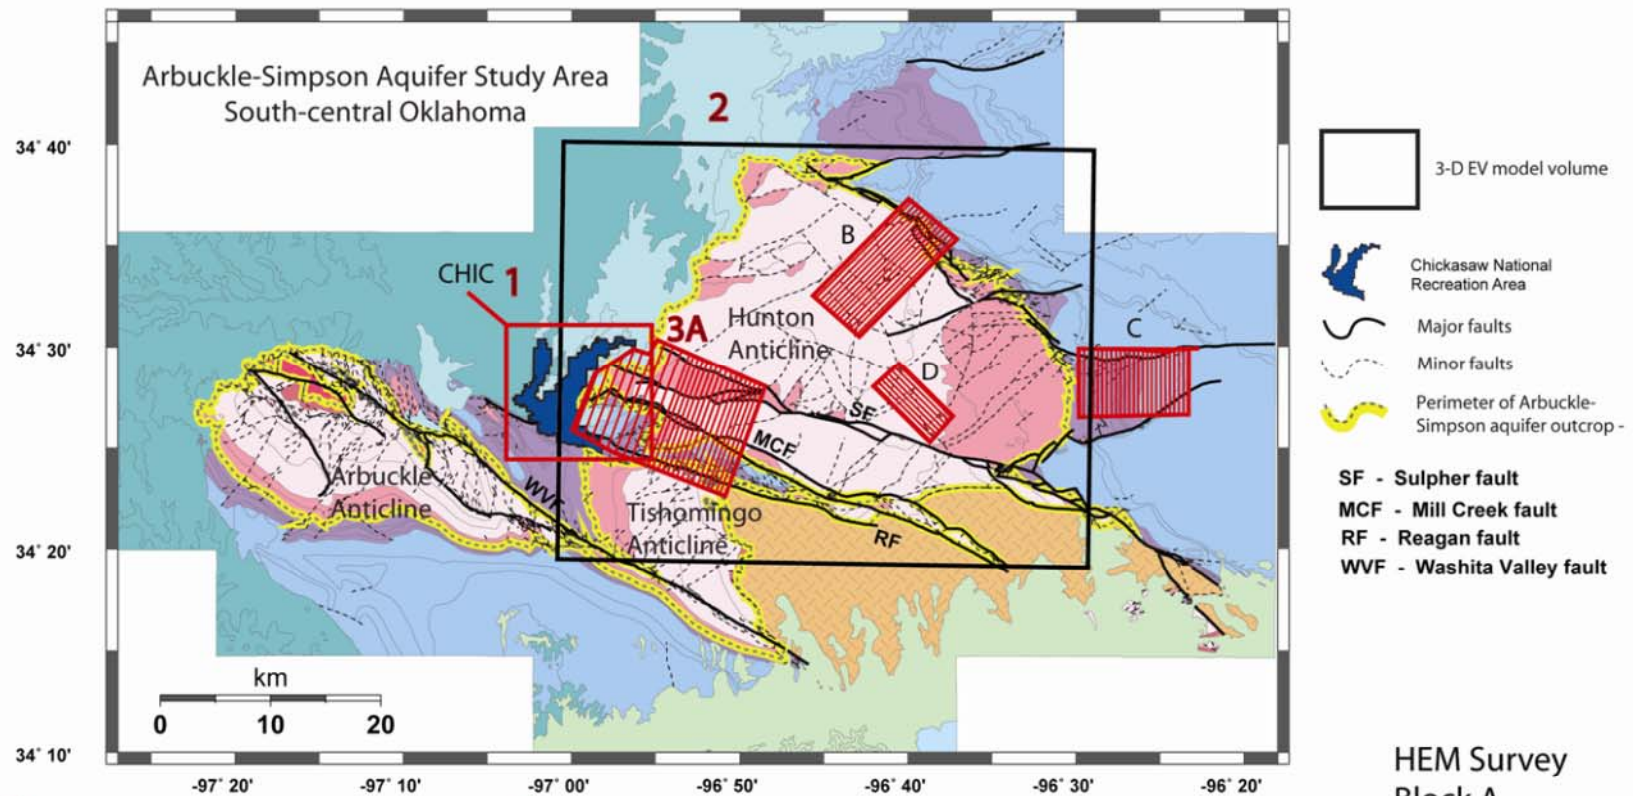 Arbuckle-Simpson Aquifer Study Area
South-central Oklahoma
2
34° 40'
3-D EV model volume
B
CHIC 1
Chickasaw National
Recreation Area
3A
Hunton
Anticline
C
Major faults
34° 30'
D
Minor faults
SF
Perimeter of Arbuckle-
Simpson aquifer outcrop -
MCF
Arbuckle
Anticline
WVF
SF - Sulpher fault
Tishomingo
Anticline
MCF - Mill Creek fault
RF
RF - Reagan fault
34° 20'
WVF - Washita Valley fault
km
0 10 20
34° 10'
-97° 20' -97° 10' -97° 00' -96° 50' -96° 40' -96° 30' -96° 20'
HEM Survey
Block A